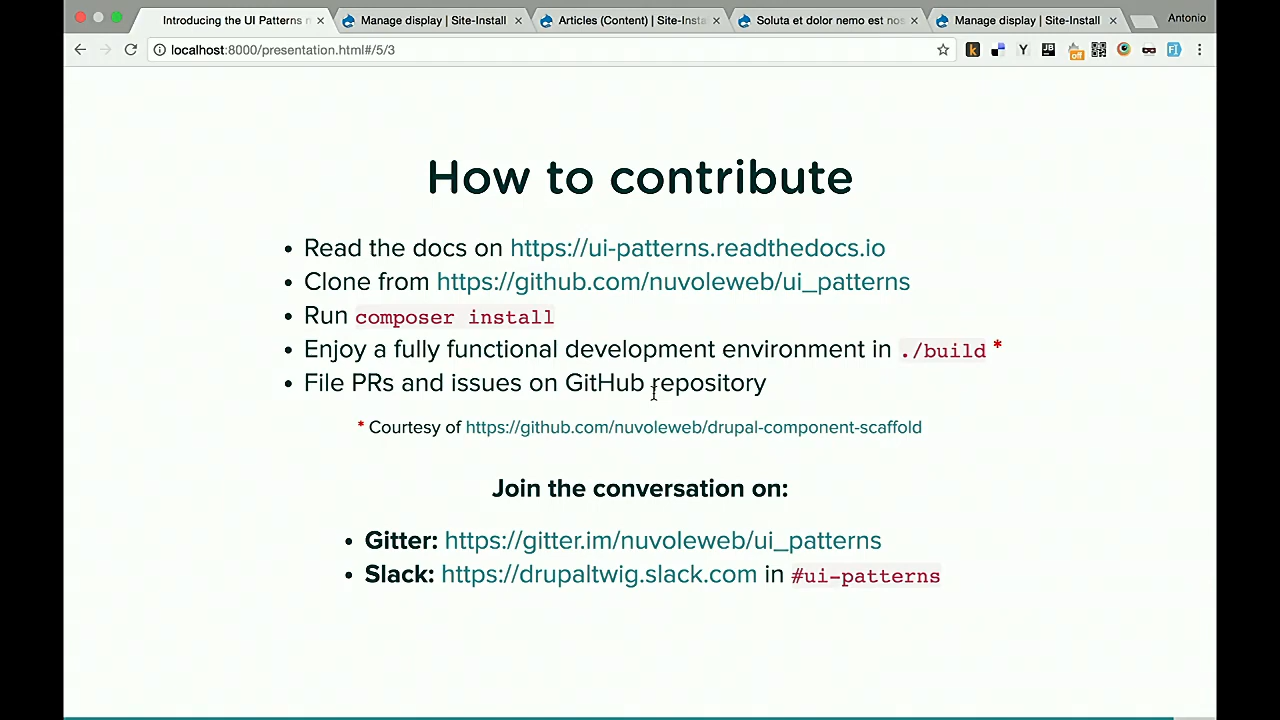 Introducing the UI Patterns m
Manage display | Site-Install
Articles (Content) | Site-Insta
Soluta et dolor nemo est nos
Manage display | Site-Install
Antonio
localhost:8000/presentation.html#/5/3
How to contribute
• Read the docs on https://ui-patterns.readthedocs.io
• Clone from https://github.com/nuvoleweb/ui_patterns
• Run composer install
• Enjoy a fully functional development environment in ./build *
• File PRs and issues on GitHub repository
* Courtesy of https://github.com/nuvoleweb/drupal-component-scaffold
Join the conversation on:
• Gitter: https://gitter.im/nuvoleweb/ui_patterns
• Slack: https://drupaltwig.slack.com in #ui-patterns